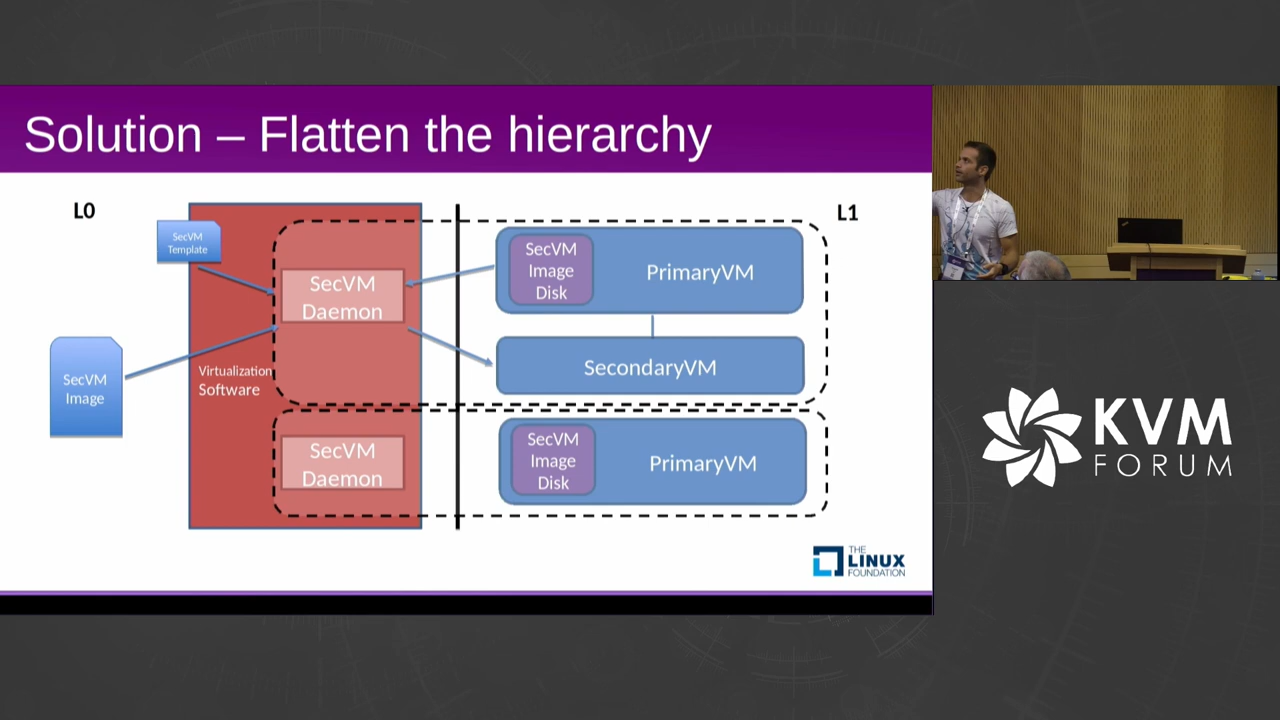 Solution – Flatten the hierarchy
L0
L1
SecVM
Template
SecVM
Daemon
SecVM
Image
Disk
PrimaryVM
SecondaryVM
SecVM
Image
Virtualization
Software
SecVM
Daemon
SecVM
Image
Disk
PrimaryVM
THE
LINUX
FOUNDATION
KVM
FORUM